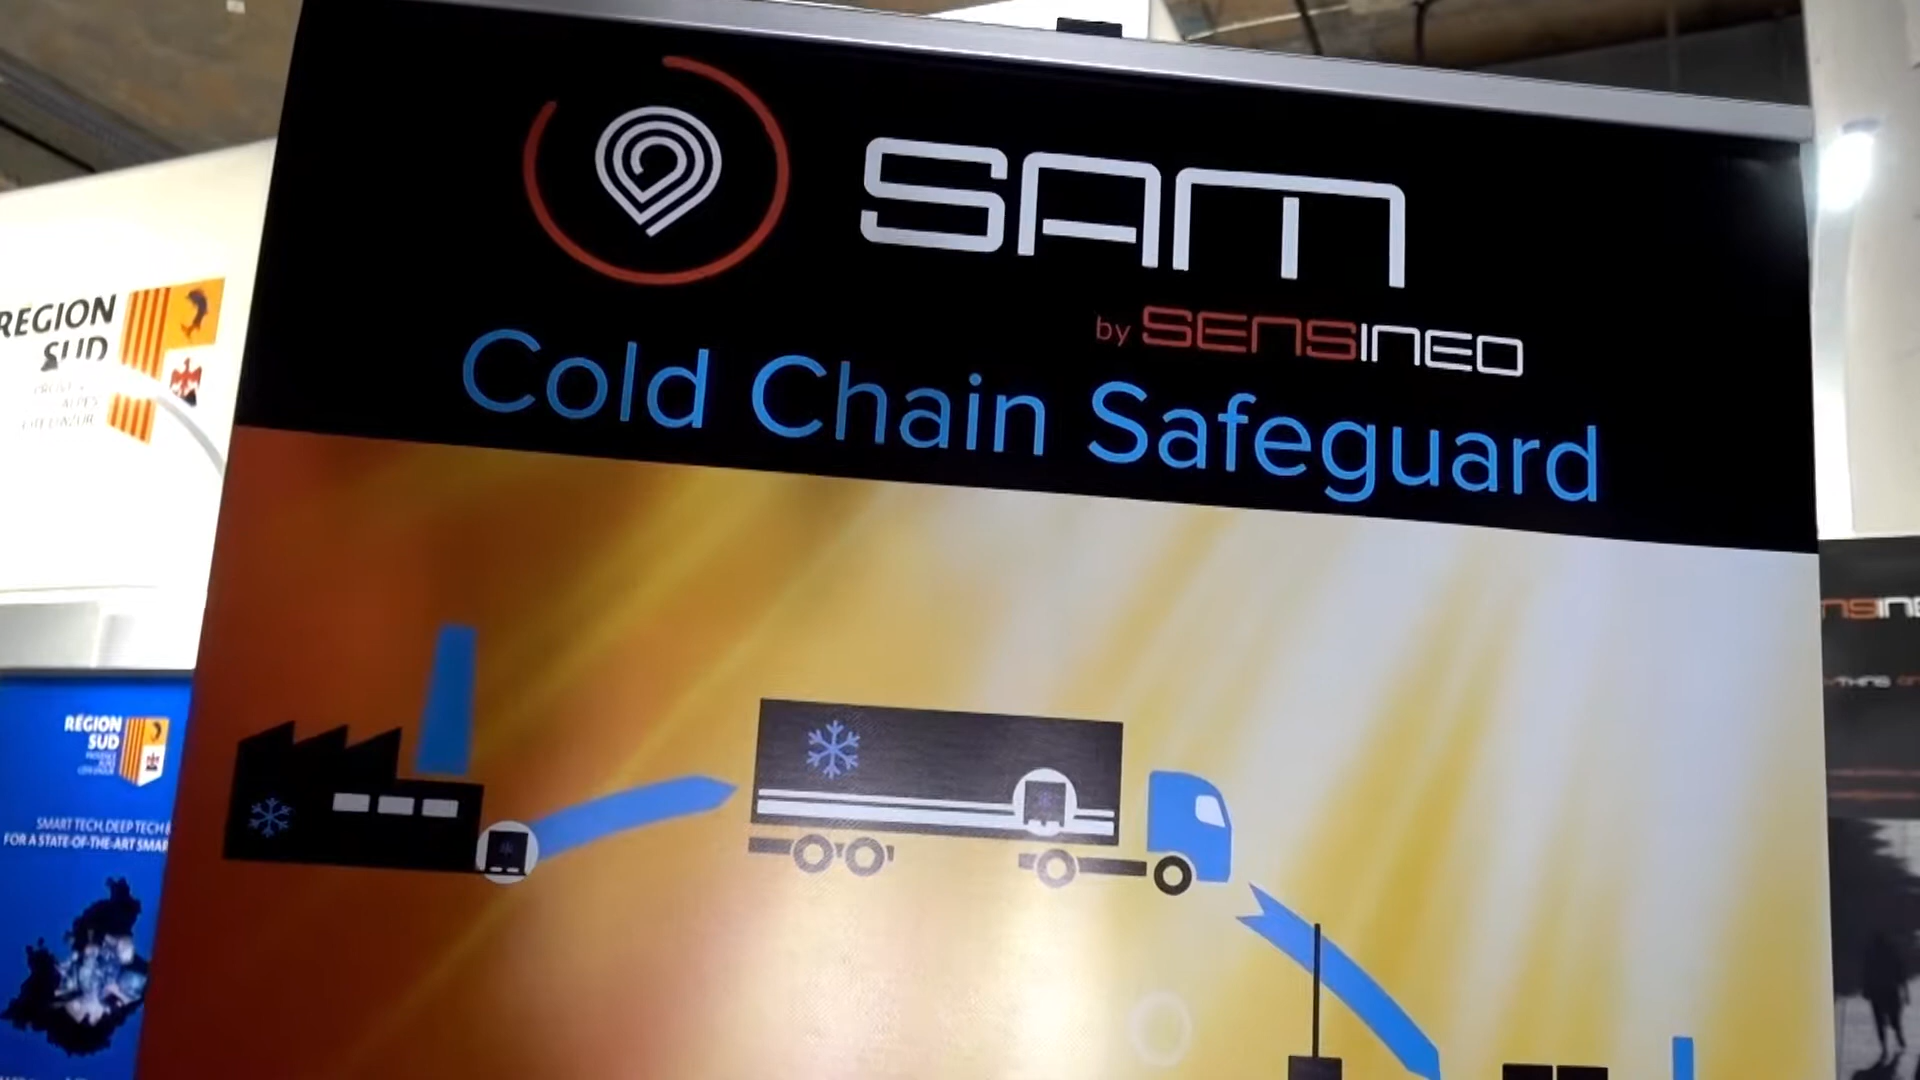 SAM
by SENSINEO
Cold Chain Safeguard
RÉGION
SUD
RÉGION
SUD
SMART TECH, DEEP TECH
FOR A STATE-OF-THE-ART SMAR